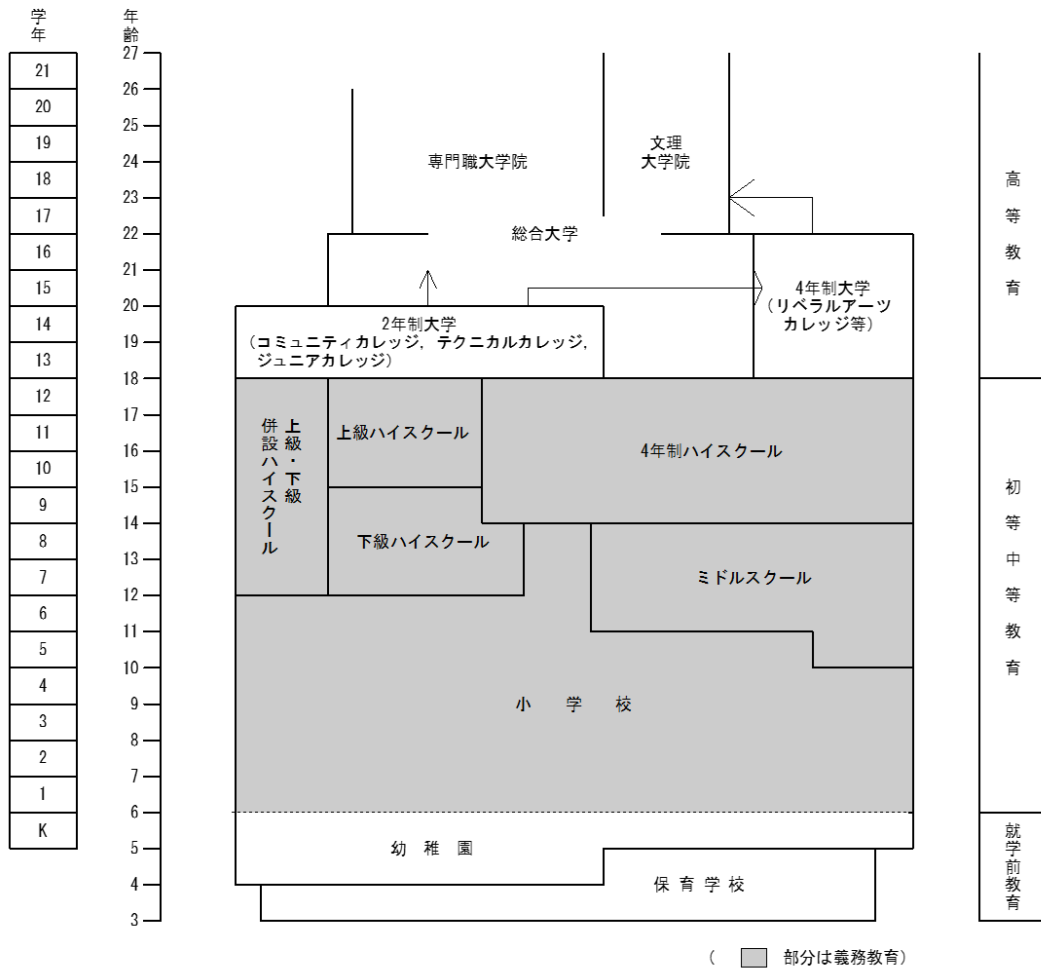 学年
年齢
21
20
19
18
17
16
15
14
13
12
11
10
9
8
7
6
5
4
3
2
1
K
27
26
25
24
23
22
21
20
19
18
17
16
15
14
13
12
11
10
9
8
7
6
5
4
3
専門職大学院
文理
大学院
総合大学
4年制大学
(リベラルアーツ
カレッジ等)
2年制大学
(コミュニティカレッジ, テクニカルカレッジ,
ジュニアカレッジ)
上級・下級
併設ハイスクール
上級ハイスクール
4年制ハイスクール
下級ハイスクール
ミドルスクール
小学校
幼稚園
保育学校
高等教育
初等中等教育
就学前教育
( 部分は義務教育)